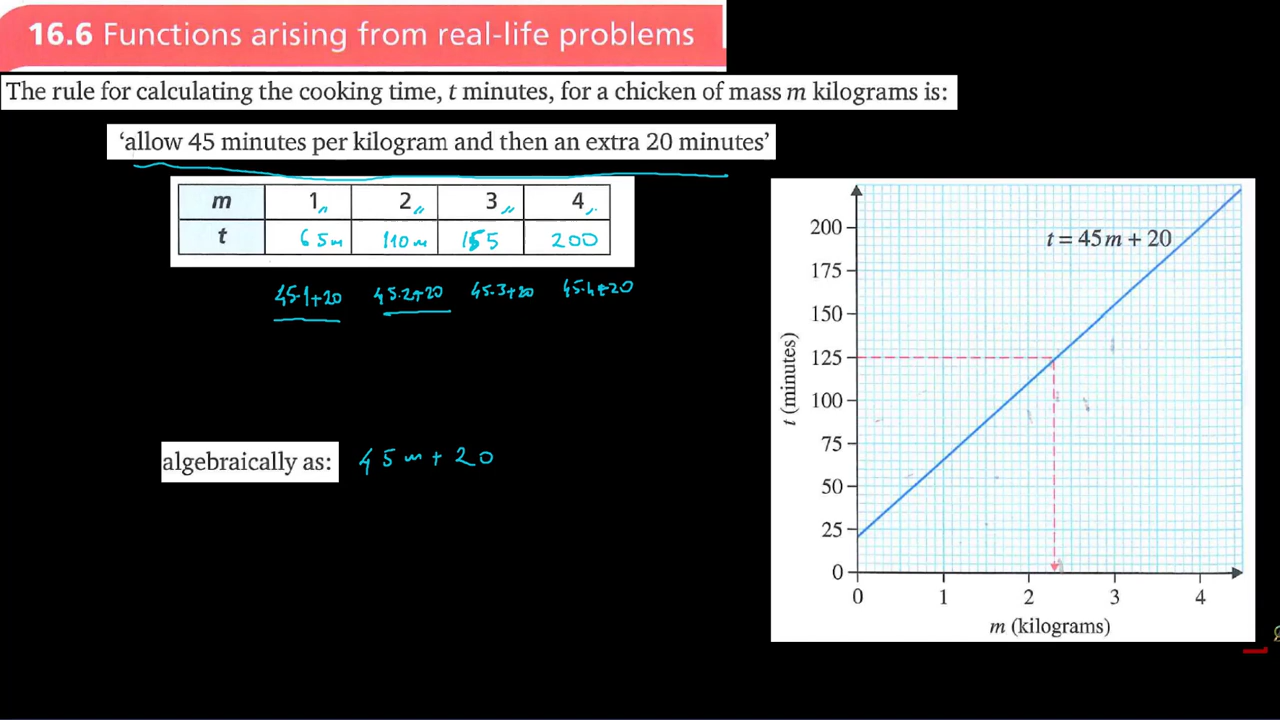 16.6 Functions arising from real-life problems
The rule for calculating the cooking time, t minutes, for a chicken of mass m kilograms is:
‘allow 45 minutes per kilogram and then an extra 20 minutes’
m 1 2 3 4
t 65m 110m 155 200
45.1+20 45.2+20 45.3+20 45.4+20
algebraically as: 45m+20
t = 45m + 20
200
175
150
125
100
75
50
25
0
t (minutes)
0 1 2 3 4
m (kilograms)